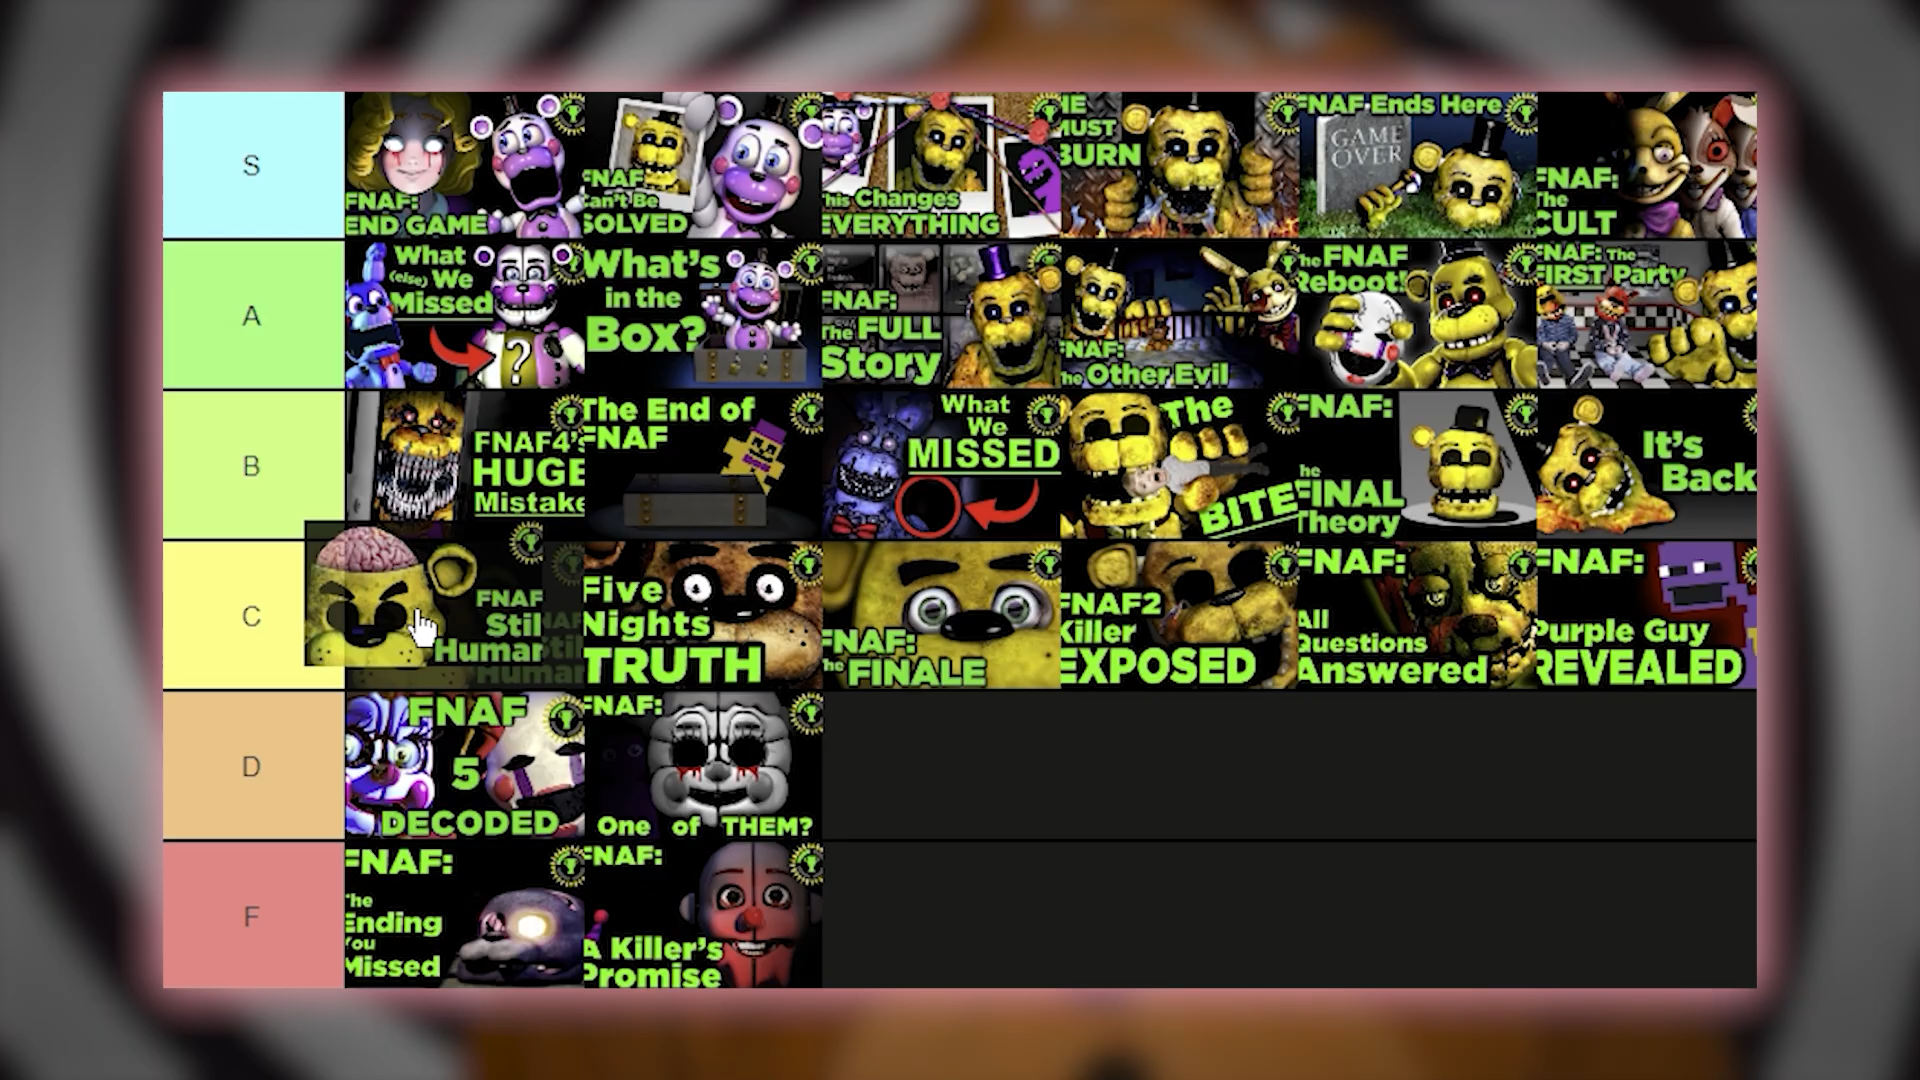 S
FNAF:
END GAME
FNAF
Can't Be
SOLVED
This Changes
EVERYTHING
HE
MUST
BURN
FNAF Ends Here
GAME
OVER
FNAF:
The
CULT
A
What
(else) We
Missed
?
What's
in the
Box?
FNAF:
The FULL
Story
FNAF:
The Other Evil
The FNAF
Reboot!
FNAF: The
FIRST Party
B
FNAF4's
HUGE
Mistake
The End of
FNAF
What
We
MISSED
The
BITE
FNAF:
The
FINAL
Theory
It's
Back
C
FNAF
Stil
Human
Five
Nights
TRUTH
FNAF:
The FINALE
FNAF2
Killer
EXPOSED
FNAF:
All
Questions
Answered
FNAF:
Purple Guy
REVEALED
D
FNAF
5
DECODED
FNAF:
One of THEM?
F
FNAF:
The
Ending
You
Missed
FNAF:
A Killer's
Promise